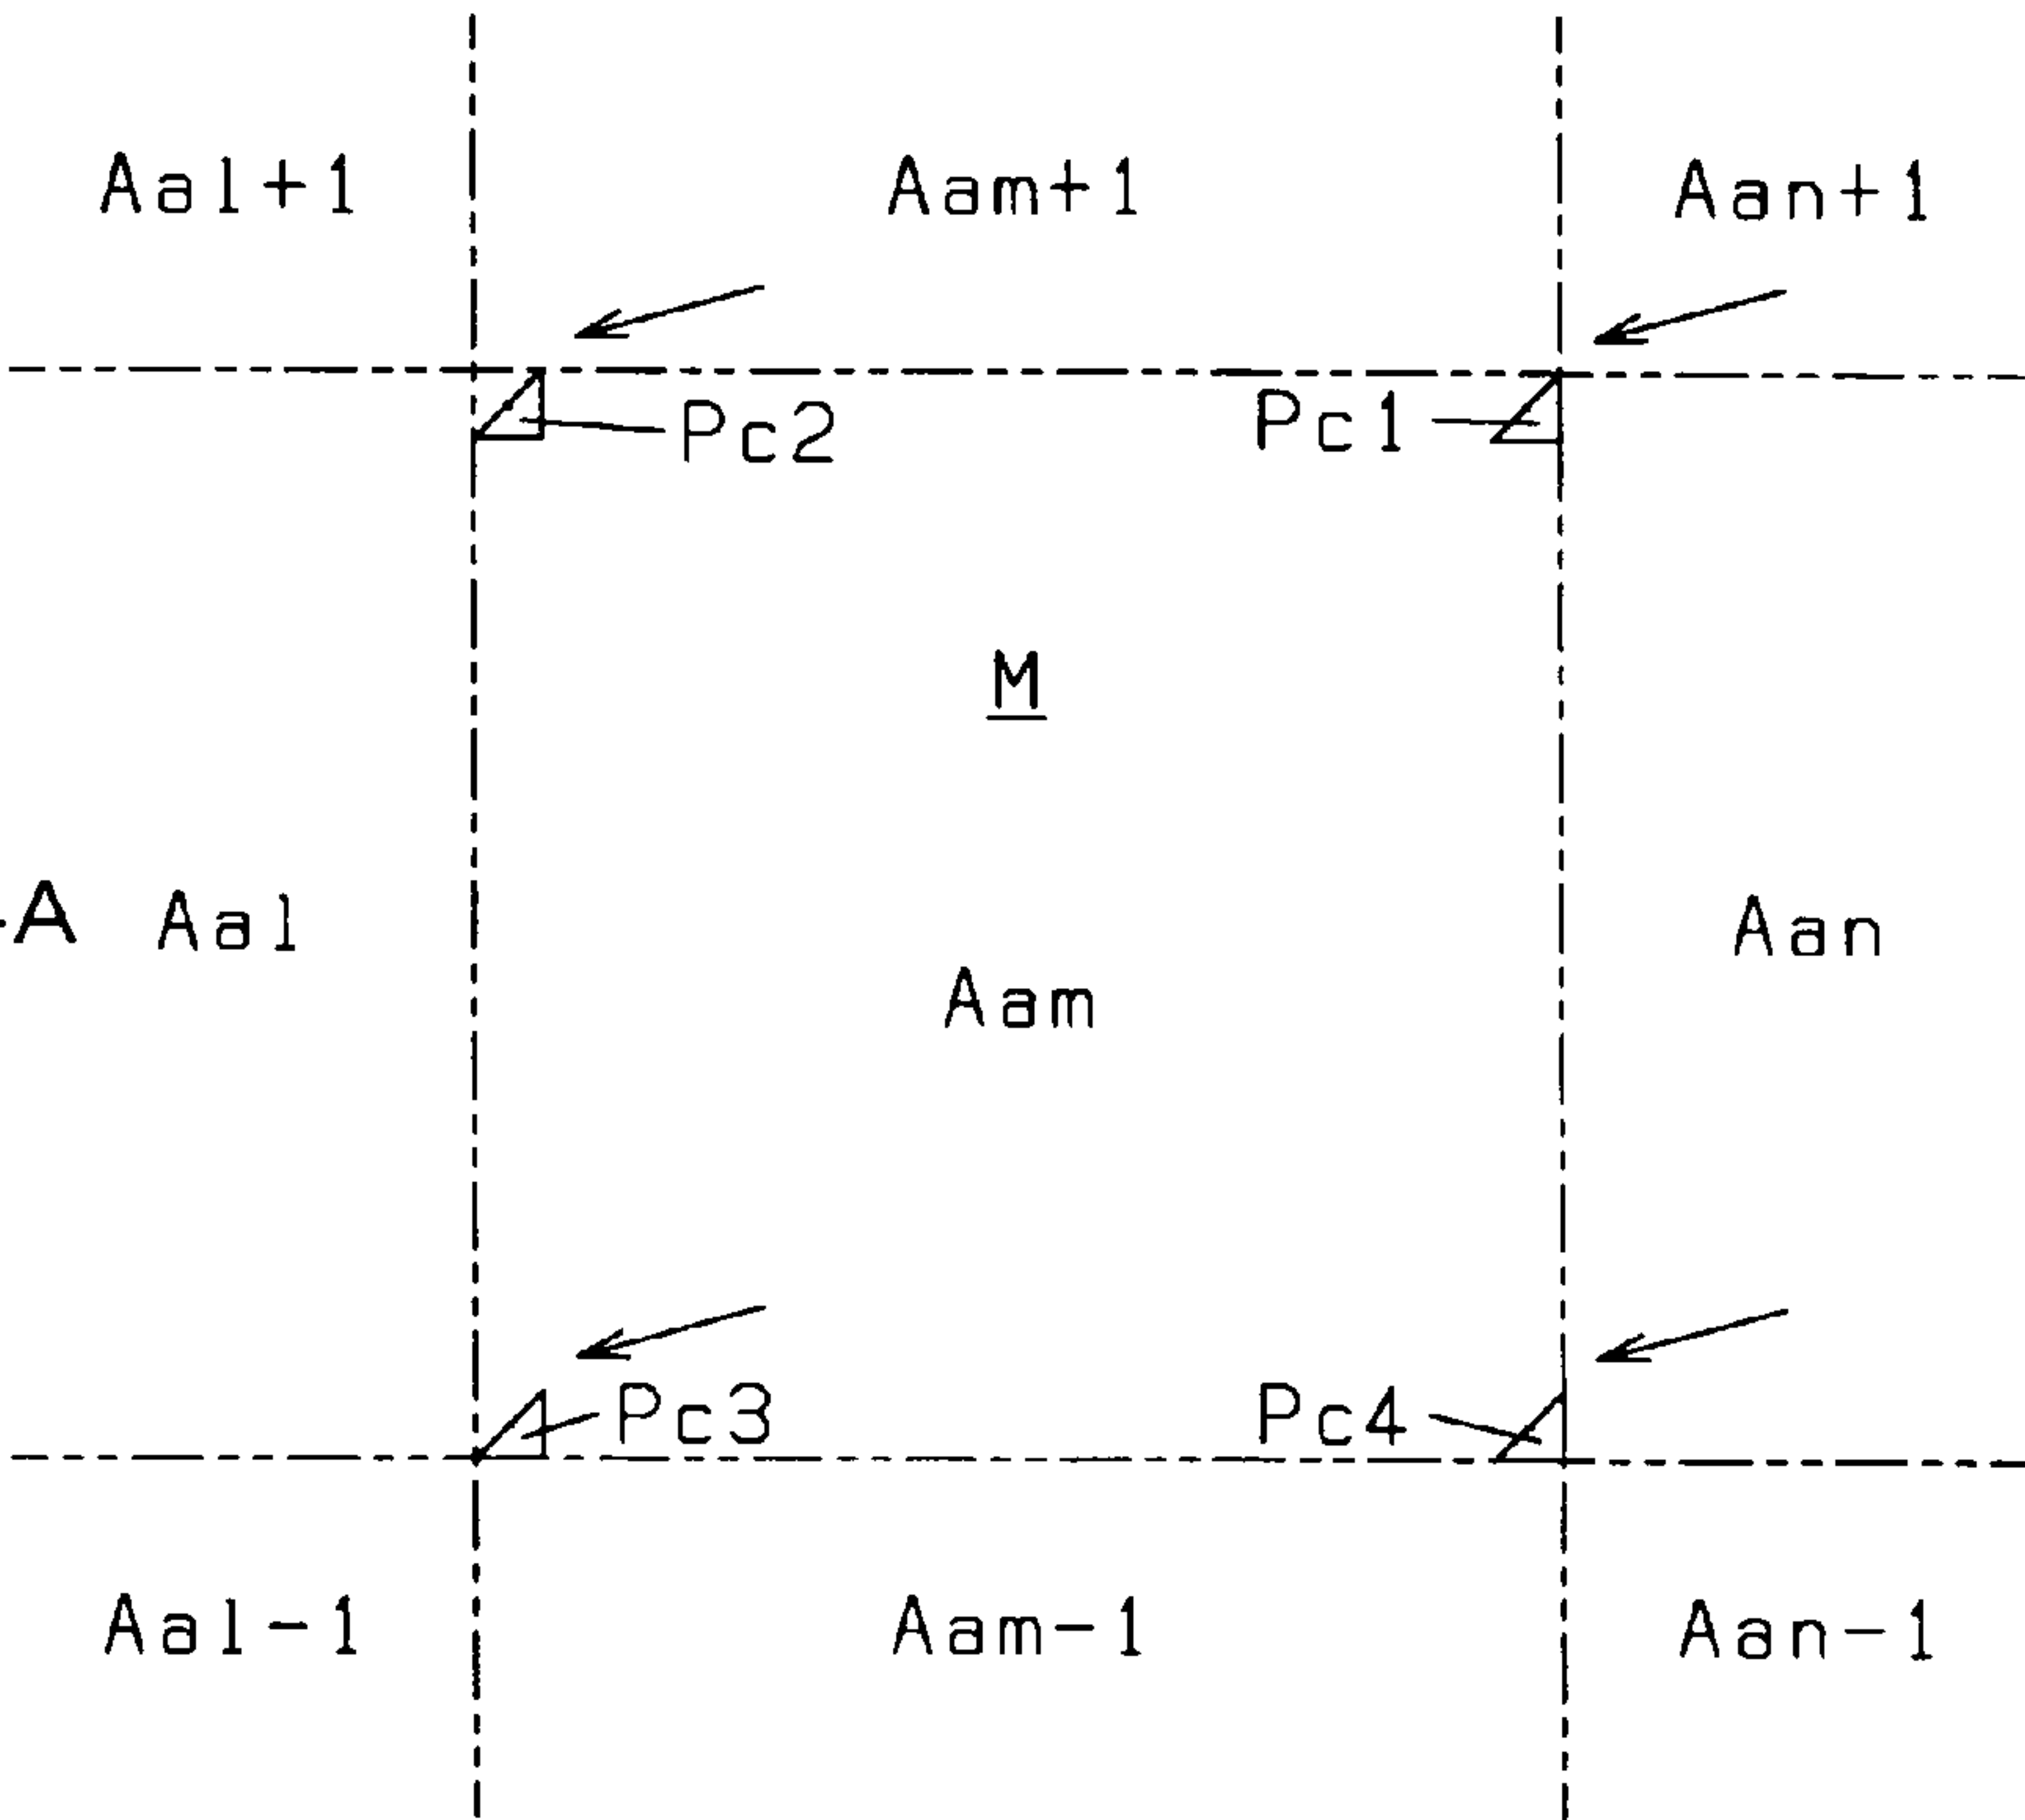 Aal+1 Aam+1 Aan+1
Pc2 Pc1
M
A Aal Aan
Aam
Pc3 Pc4
Aal-1 Aam-1 Aan-1